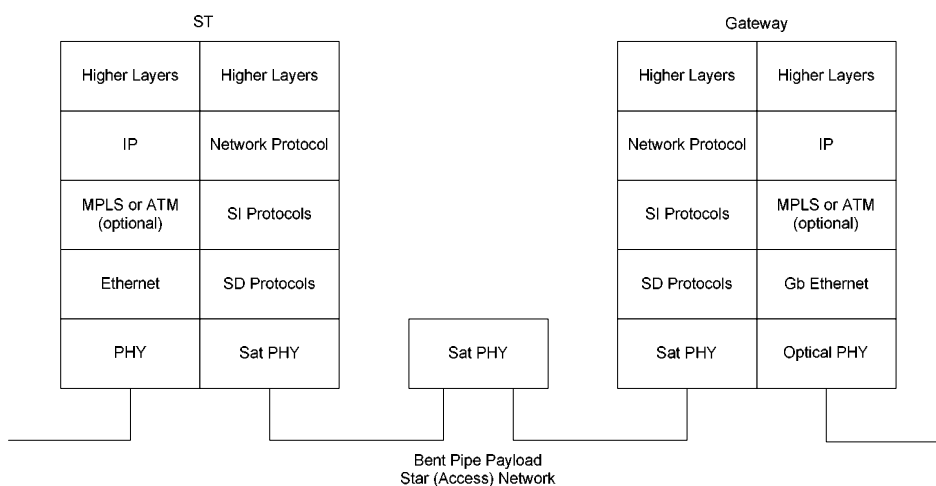 ST
Gateway
Higher Layers
Higher Layers
Higher Layers
Higher Layers
IP
Network Protocol
Network Protocol
IP
MPLS or ATM
(optional)
SI Protocols
SI Protocols
MPLS or ATM
(optional)
Ethernet
SD Protocols
SD Protocols
Gb Ethernet
PHY
Sat PHY
Sat PHY
Sat PHY
Optical PHY
Bent Pipe Payload
Star (Access) Network